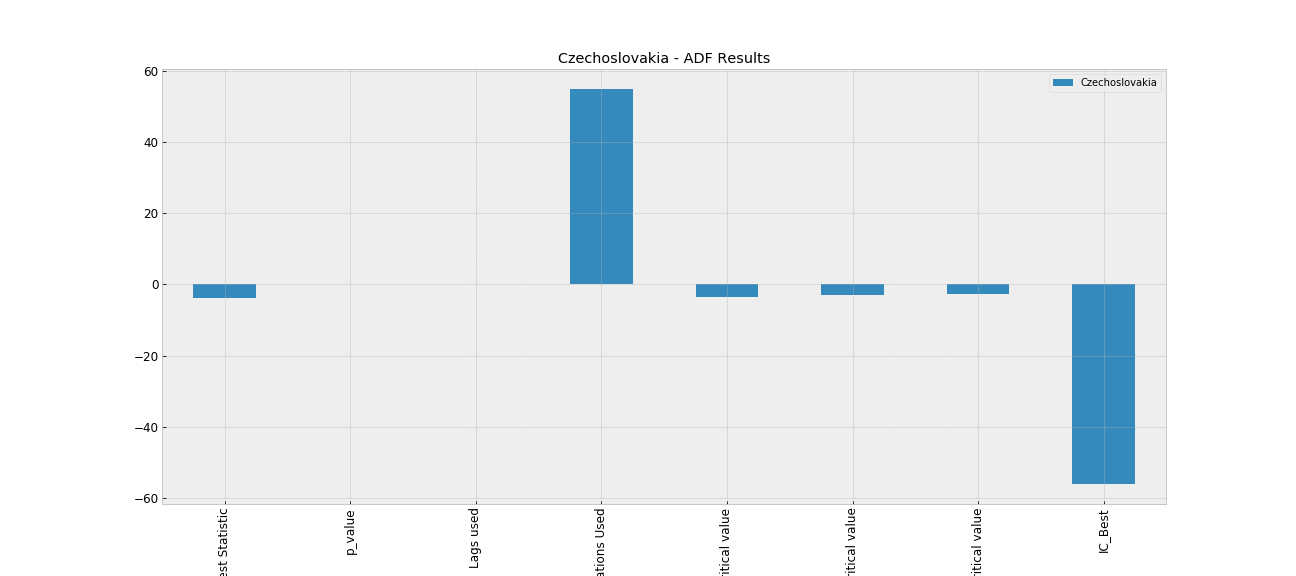 Czechoslovakia - ADF Results
Czechoslovakia
60
40
20
0
−20
−40
−60
est Statistic
p_value
Lags used
ations Used
ritical value
ritical value
ritical value
IC_Best